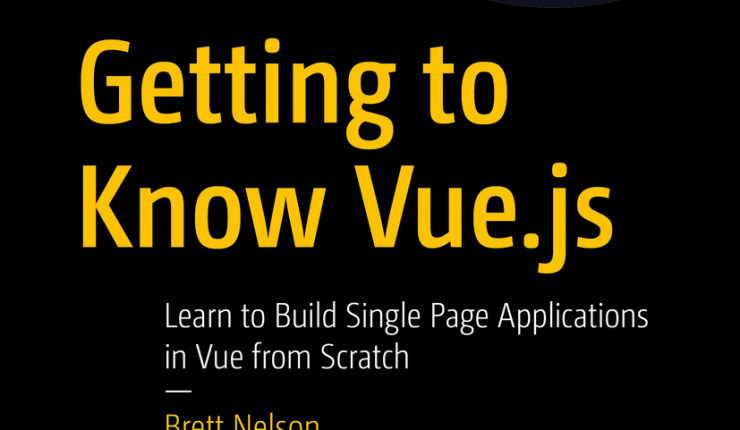 Getting to
Know Vue.js
Learn to Build Single Page Applications
in Vue from Scratch
—
Brett Nelson